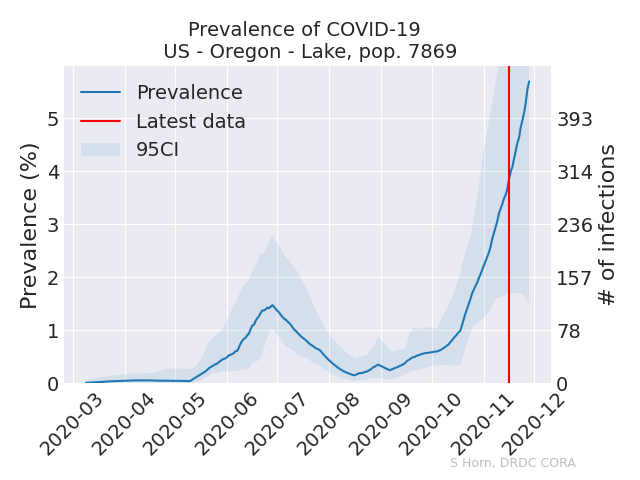 Prevalence of COVID-19
US - Oregon - Lake, pop. 7869
Prevalence
Latest data
95CI
Prevalence (%)
5
4
3
2
1
0
393
314
236
157
78
0
# of infections
2020-03
2020-04
2020-05
2020-06
2020-07
2020-08
2020-09
2020-10
2020-11
2020-12
S Horn, DRDC CORA